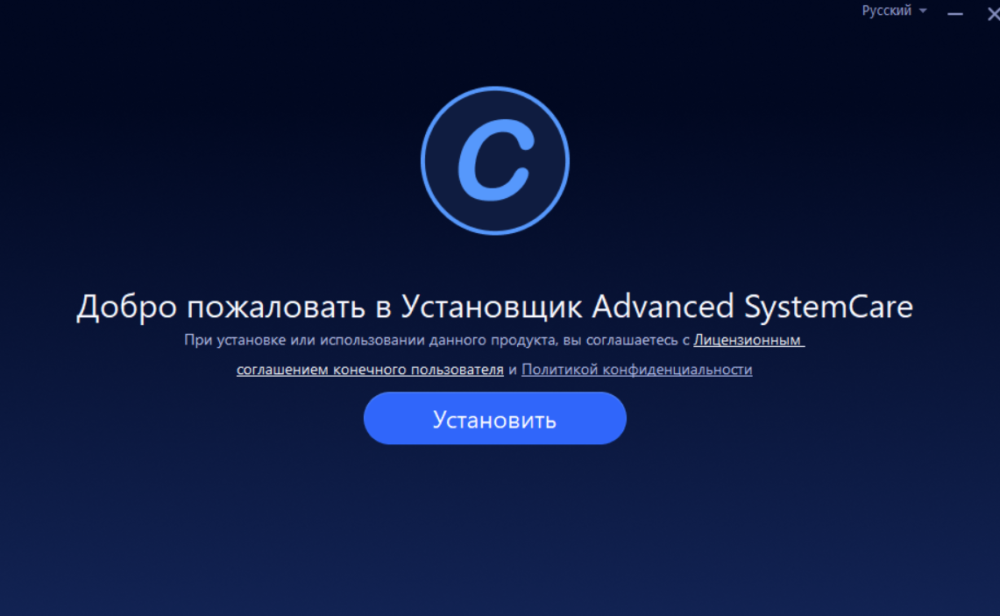 Русский
C
Добро пожаловать в Установщик Advanced SystemCare
При установке или использовании данного продукта, вы соглашаетесь с Лицензионным
соглашением конечного пользователя и Политикой конфиденциальности
Установить